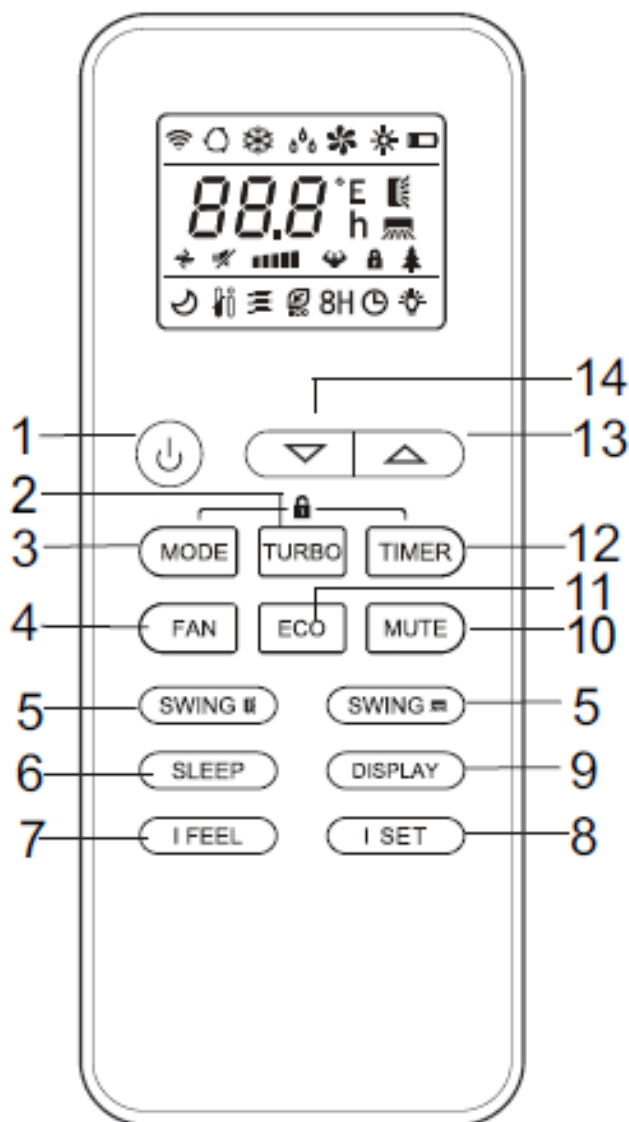 88.8°E
h
ECO
8H
14
1
13
2
3 MODE TURBO TIMER 12
11
4 FAN ECO MUTE 10
5 SWING SWING 5
6 SLEEP DISPLAY 9
7 I FEEL I SET 8